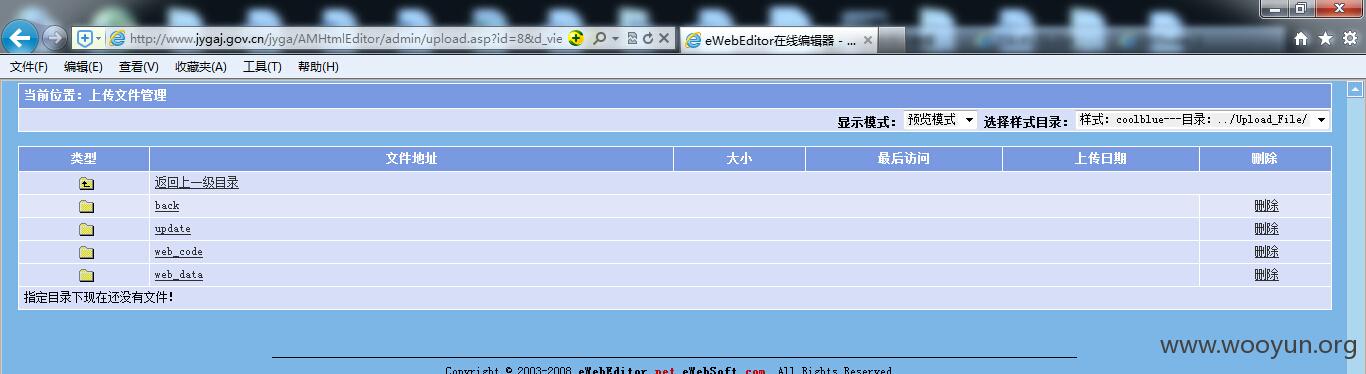 http://www.jygaj.gov.cn/jyga/AMHtmlEditor/admin/upload.asp?id=8&d_vie
eWebEditor在线编辑器 - ...
文件(F) 编辑(E) 查看(V) 收藏夹(A) 工具(T) 帮助(H)
当前位置：上传文件管理
显示模式： 预览模式 选择样式目录： 样式：coolblue---目录：../Upload_File/
类型 文件地址 大小 最后访问 上传日期 删除
返回上一级目录
back 删除
update 删除
web_code 删除
web_data 删除
指定目录下现在还没有文件！
www.wooyun.org
Copyright © 2003-2008 eWebEditor.net,eWebSoft.com, All Rights Reserved